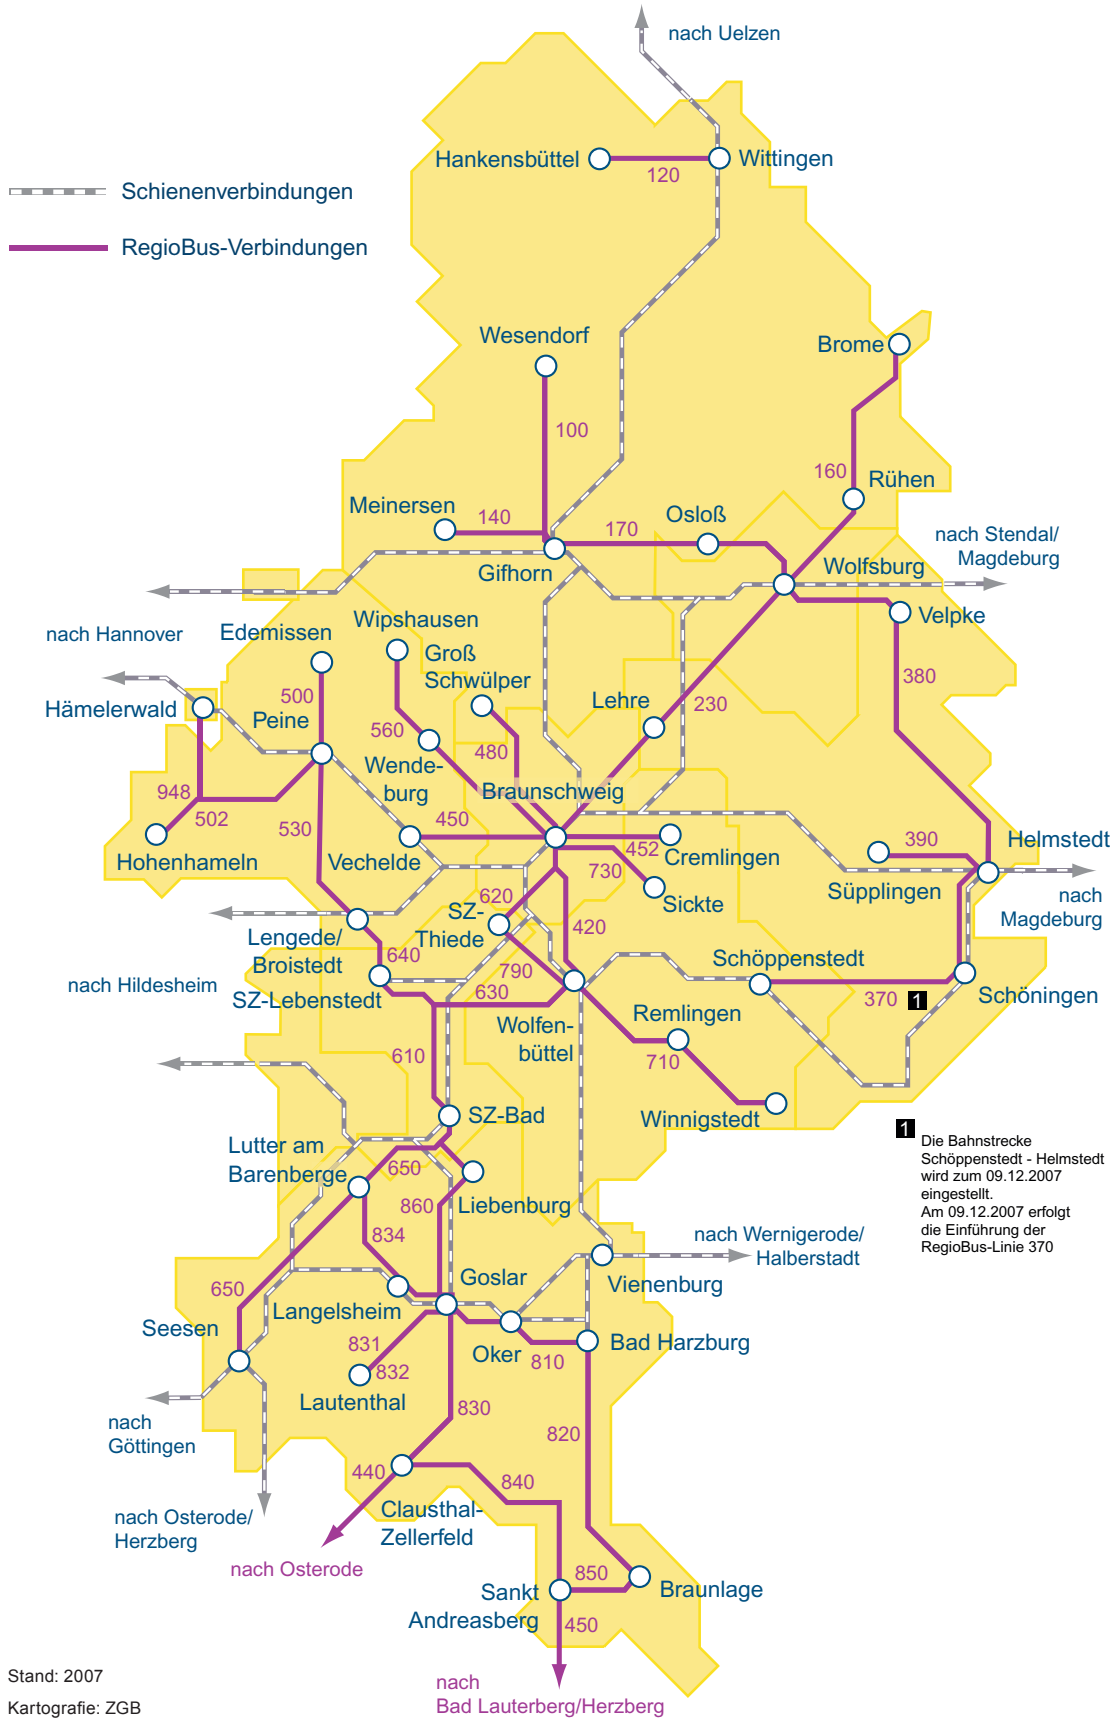 nach Uelzen
Hankensbüttel
Wittingen
120
Schienenverbindungen
RegioBus-Verbindungen
Wesendorf
Brome
100
160
Rühen
Meinersen
140
Osloß
170
nach Stendal/
Magdeburg
Gifhorn
Wolfsburg
Velpke
nach Hannover
Edemissen
Wipshausen
Groß
Schwülper
380
500
Hämelerwald
Peine
Lehre
230
560
480
Wende-
burg
Braunschweig
948
502
530
450
452
Cremlingen
390
Helmstedt
Hohenhameln
Vechelde
730
Süpplingen
nach
Magdeburg
620
Sickte
SZ-
Thiede
420
Lengede/
Broistedt
640
790
Schöppenstedt
nach Hildesheim
SZ-Lebenstedt
630
370
1
Schöningen
Wolfen-
büttel
Remlingen
610
710
SZ-Bad
Winnigstedt
1
Die Bahnstrecke
Schöppenstedt - Helmstedt
wird zum 09.12.2007
eingestellt.
Am 09.12.2007 erfolgt
die Einführung der
RegioBus-Linie 370
Lutter am
Barenberge
650
Liebenburg
860
834
nach Wernigerode/
Halberstadt
Vienenburg
Goslar
650
Langelsheim
Seesen
831
832
Oker
810
Bad Harzburg
Lautenthal
830
nach
Göttingen
820
440
840
Clausthal-
Zellerfeld
nach Osterode/
Herzberg
nach Osterode
850
Braunlage
Sankt
Andreasberg
450
Stand: 2007
nach
Bad Lauterberg/Herzberg
Kartografie: ZGB